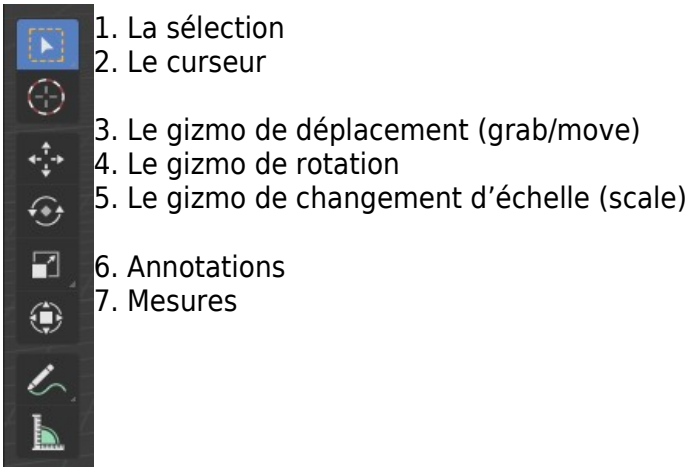 1. La sélection
2. Le curseur
3. Le gizmo de déplacement (grab/move)
4. Le gizmo de rotation
5. Le gizmo de changement d’échelle (scale)
6. Annotations
7. Mesures